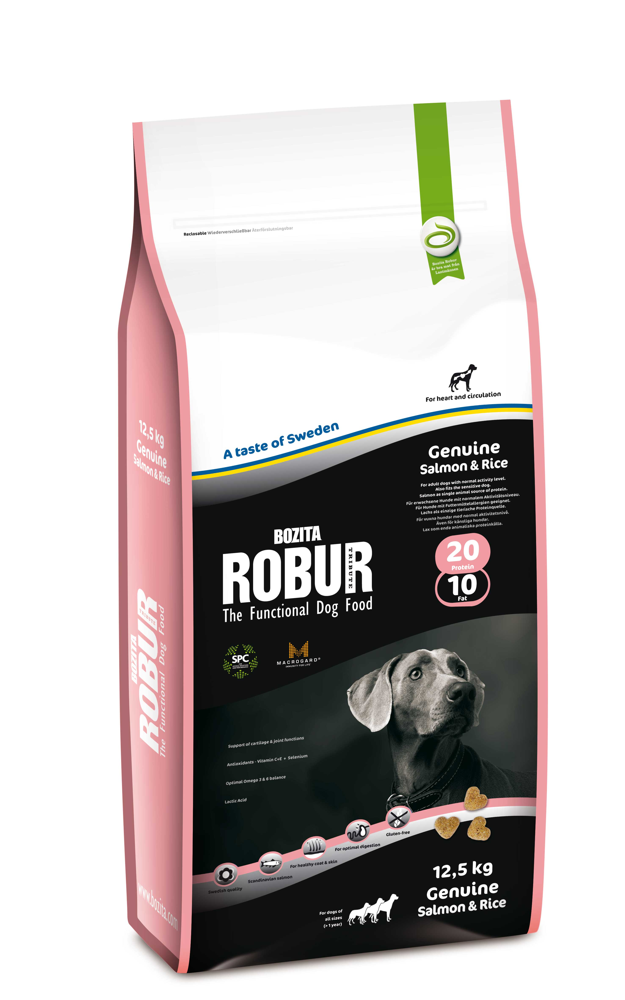 Reclosable Wiederverschließbar Återförslutningsbar
Bozita Robur
är bra mat från
Lantmännen
For heart and circulation
A taste of Sweden
Genuine
Salmon & Rice
For adult dogs with normal activity level.
Also fits the sensitive dog.
Salmon as single animal source of protein.
Für erwachsene Hunde mit normalem Aktivitätsniveau.
Für Hunde mit Futtermittelallergien geeignet.
Lachs als einzige tierische Proteinquelle.
För vuxna hundar med normal aktivitetsnivå.
Även för känsliga hundar.
Lax som enda animaliska proteinkälla.
20
Protein
10
Fat
BOZITA
ROBUR
TRIBUTE
The Functional Dog Food
SPC
FOR
OPTIMAL DIGESTION
AND PERFORMANCE
MACROGARD®
IMMUNITY FOR LIFE™
Support of cartilage & joint functions
Antioxidants - Vitamin C+E + Selenium
Optimal Omega 3 & 6 balance
Lactic Acid
Gluten-free
For optimal digestion
For healthy coat & skin
Scandinavian salmon
Swedish quality
12,5 kg
Genuine
Salmon & Rice
For dogs of
all sizes
(> 1 year)
12,5 kg
Genuine
Salmon & Rice
BOZITA
ROBUR
TRIBUTE
The Functional Dog Food
www.bozita.com